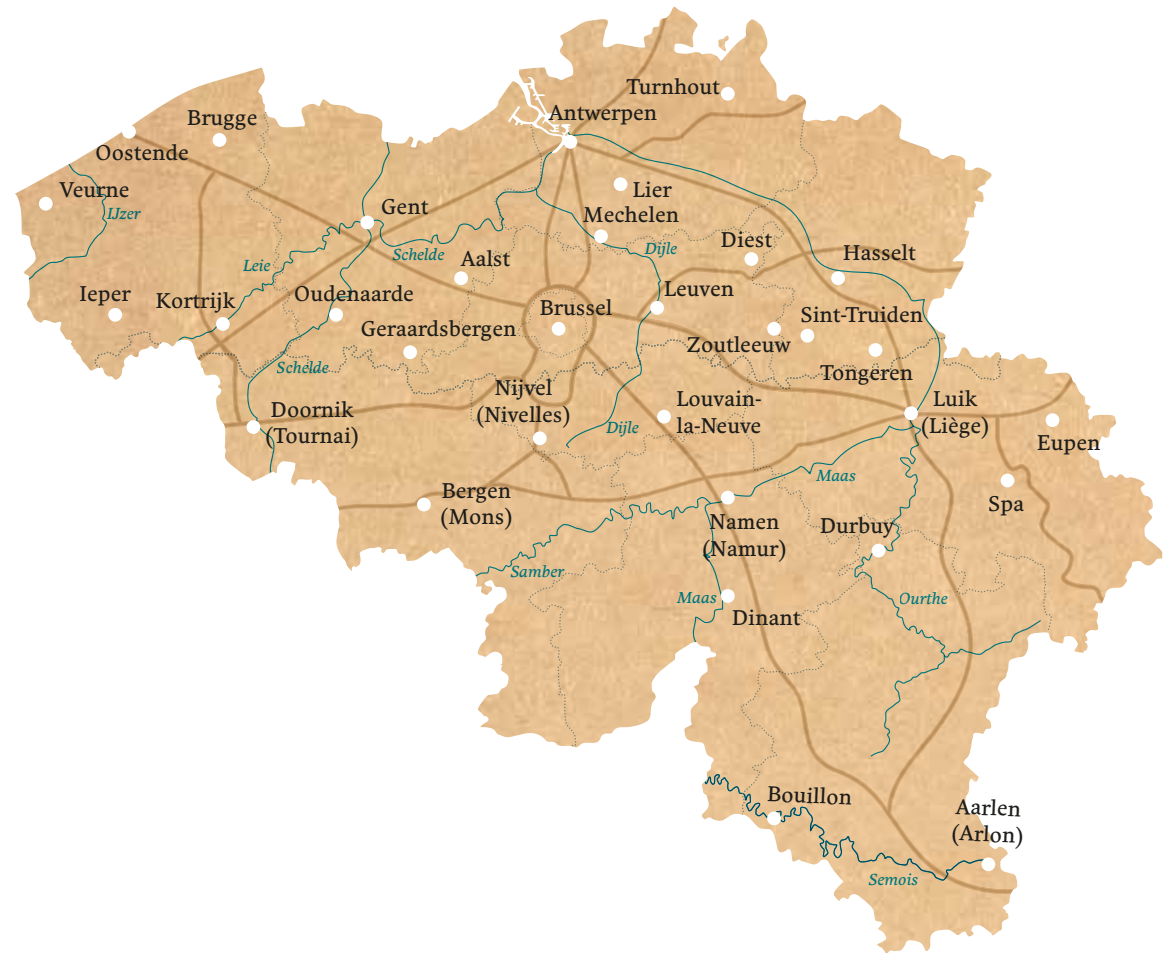 Turnhout
Antwerpen
Brugge
Oostende
Veurne
IJzer
Lier
Mechelen
Gent
Schelde
Dijle
Diest
Hasselt
Leie
Aalst
Ieper
Kortrijk
Oudenaarde
Leuven
Brussel
Sint-Truiden
Geraardsbergen
Zoutleeuw
Schelde
Tongeren
Nijvel
(Nivelles)
Louvain-
la-Neuve
Doornik
(Tournai)
Dijle
Luik
(Liège)
Eupen
Maas
Bergen
(Mons)
Spa
Namen
(Namur)
Durbuy
Samber
Maas
Ourthe
Dinant
Bouillon
Aarlen
(Arlon)
Semois